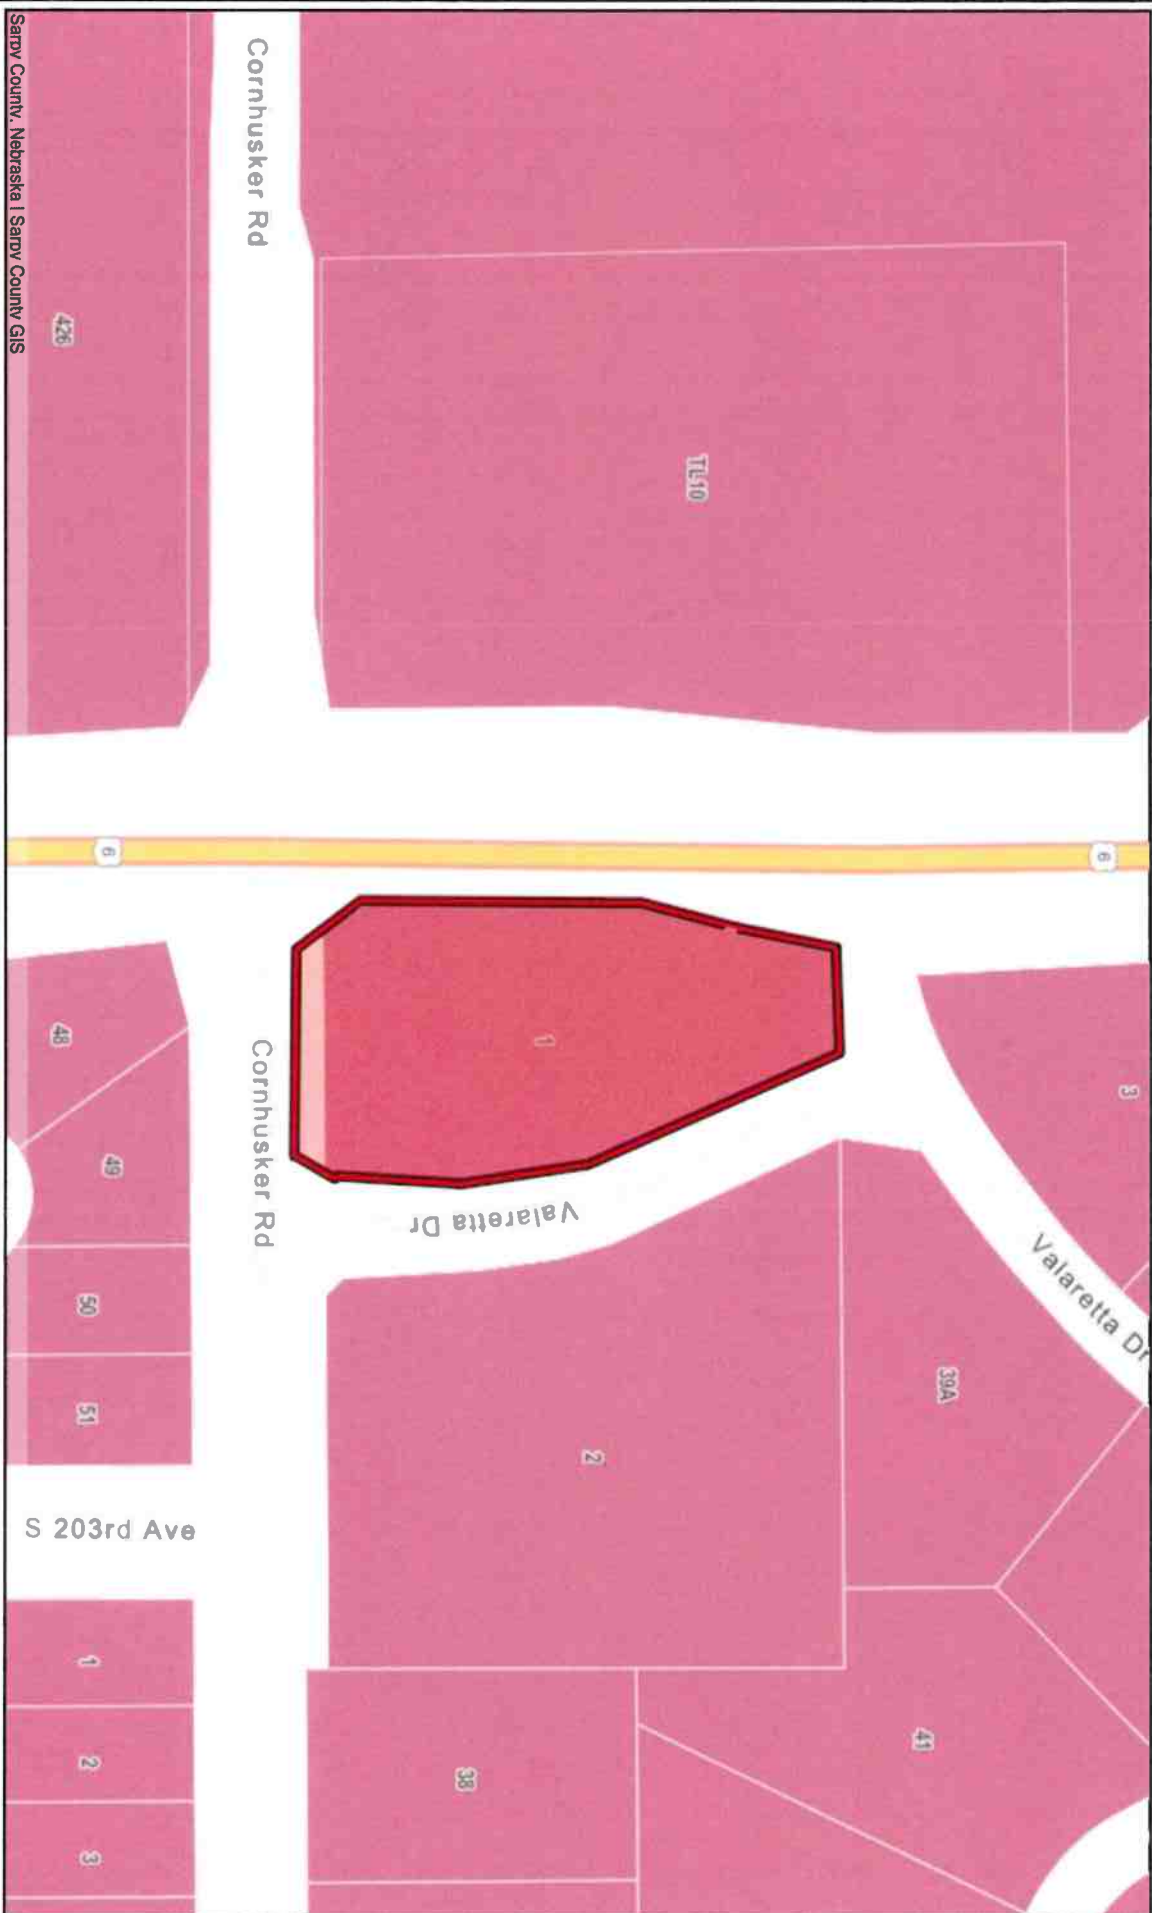 Sarpy County, Nebraska | Sarpy County GIS
Cornhusker Rd
426
TL10
6
6
1
3
48
49
50
51
Cornhusker Rd
Valaretta Dr
Valaretta Dr
2
39A
S 203rd Ave
1
2
3
38
41